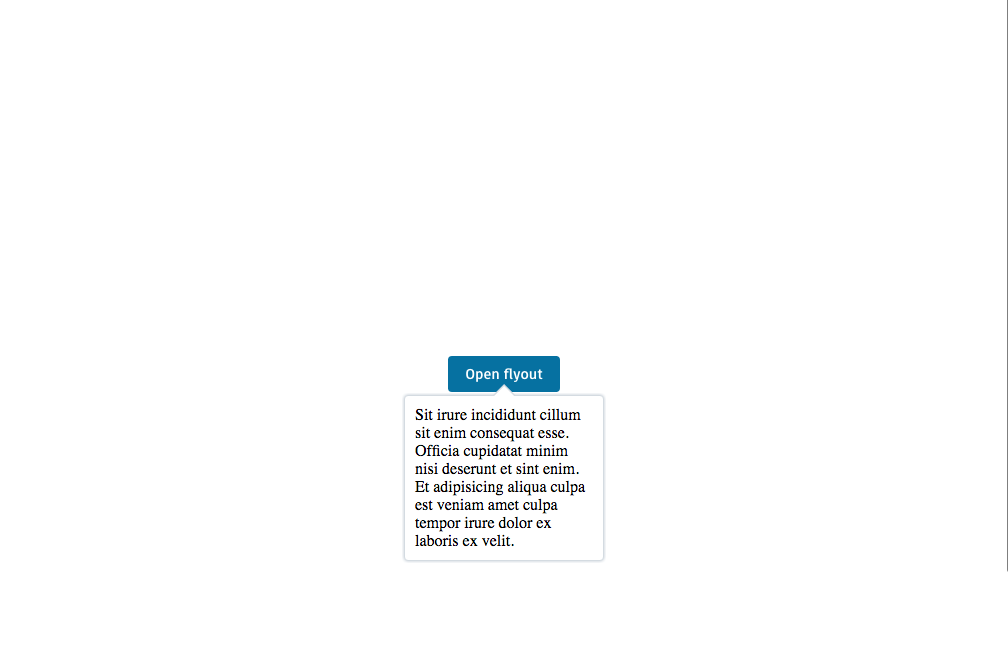 Open flyout
Sit irure incididunt cillum
sit enim consequat esse.
Officia cupidatat minim
nisi deserunt et sint enim.
Et adipisicing aliqua culpa
est veniam amet culpa
tempor irure dolor ex
laboris ex velit.